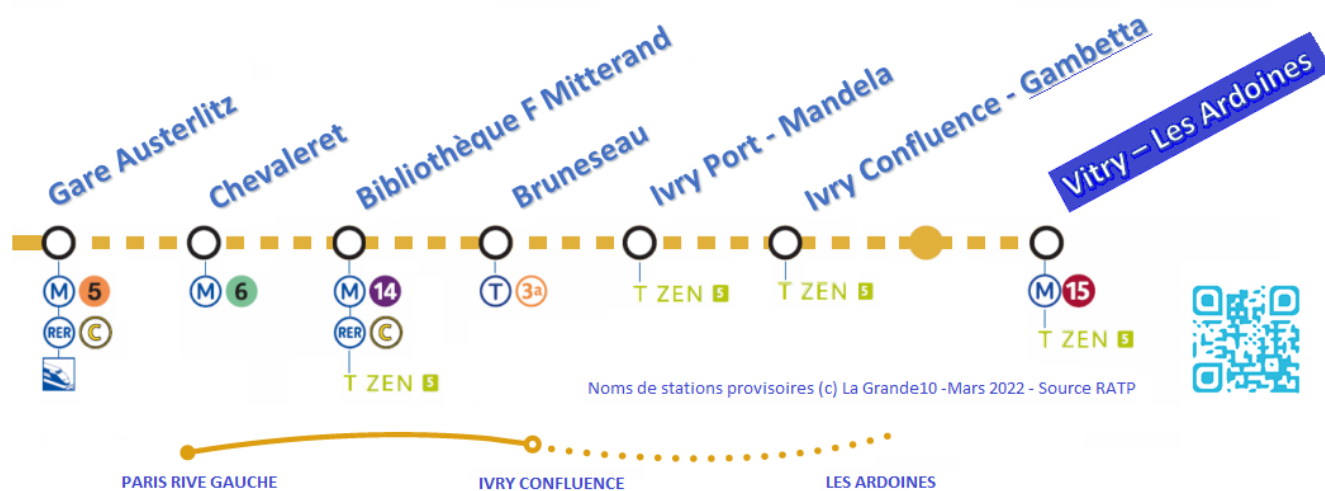 Gare Austerlitz
Chevaleret
Bibliothèque F Mitterand
Bruneseau
Ivry Port - Mandela
Ivry Confluence - Gambetta
Vitry – Les Ardoines
M 5
M 6
M 14
T 3a
T ZEN 5
T ZEN 5
M 15
RER C
RER C
T ZEN 5
T ZEN 5
Noms de stations provisoires (c) La Grande10 -Mars 2022 - Source RATP
PARIS RIVE GAUCHE
IVRY CONFLUENCE
LES ARDOINES